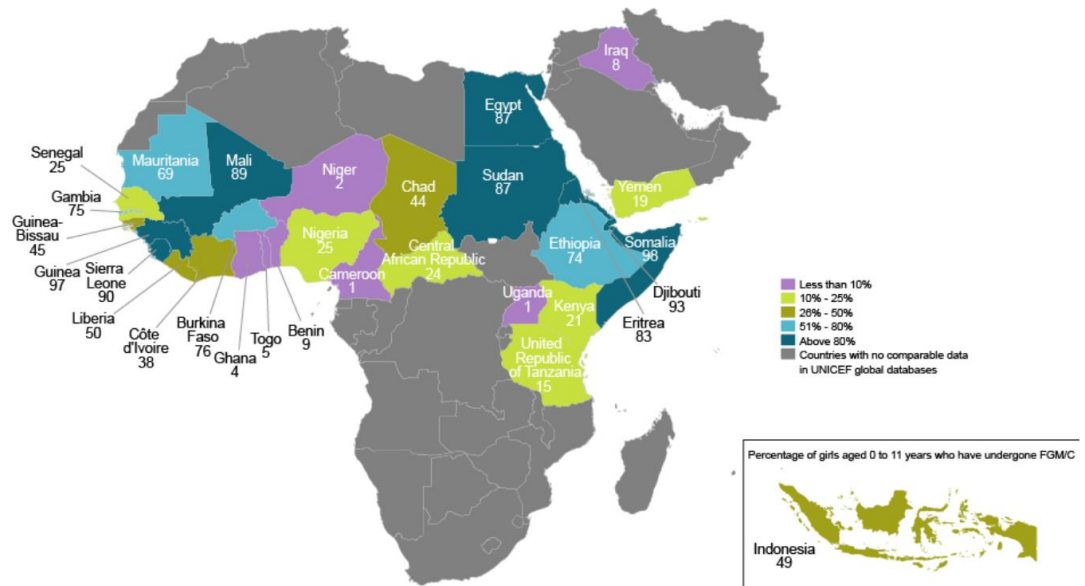 Iraq
8
Egypt
87
Senegal
25
Mauritania
69
Mali
89
Niger
2
Chad
44
Sudan
87
Yemen
19
Gambia
75
Guinea-
Bissau
45
Guinea
97
Sierra
Leone
90
Liberia
50
Côte
d'Ivoire
38
Burkina
Faso
76
Ghana
4
Togo
5
Benin
9
Nigeria
25
Cameroon
1
Central
African Republic
24
Ethiopia
74
Somalia
98
Djibouti
93
Eritrea
83
Uganda
1
Kenya
21
United
Republic
of Tanzania
15
Less than 10%
10% - 25%
26% - 50%
51% - 80%
Above 80%
Countries with no comparable data
in UNICEF global databases
Percentage of girls aged 0 to 11 years who have undergone FGM/C
Indonesia
49